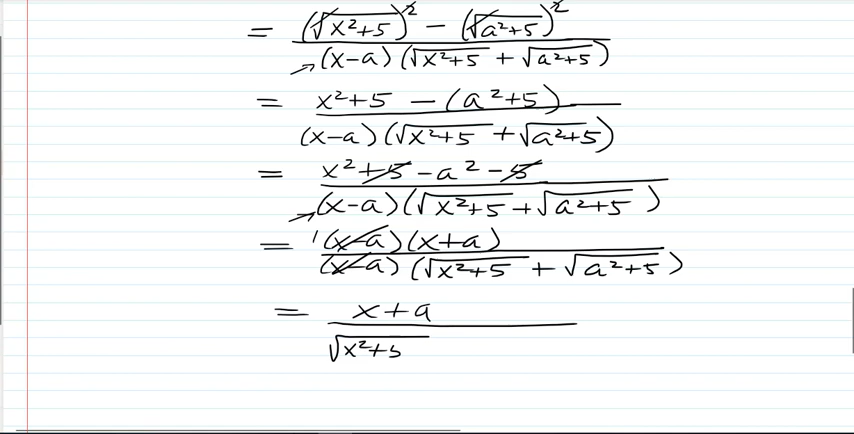 = (√x²+5)² - (√a²+5)² / (x-a)(√x²+5 + √a²+5)
= x²+5 - (a²+5) / (x-a)(√x²+5 + √a²+5)
= x²+5 - a² - 5 / (x-a)(√x²+5 + √a²+5)
= (x-a)(x+a) / (x-a)(√x²+5 + √a²+5)
= x+a / √x²+5